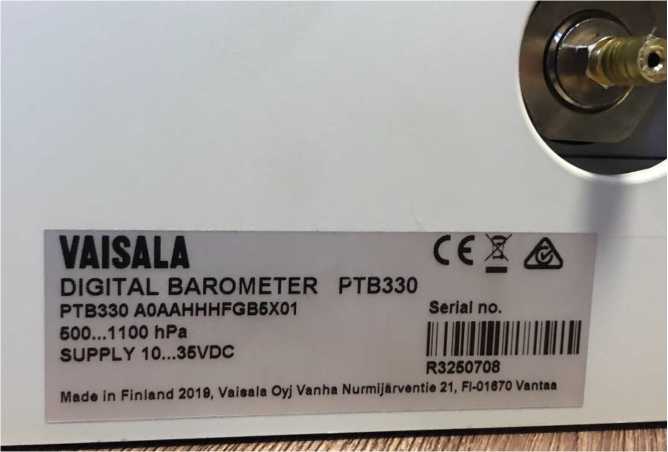 VAISALA
DIGITAL BAROMETER PTB330
PTB330 A0AAHHHFGB5X01
500...1100 hPa
SUPPLY 10...35VDC
CE
Serial no.
R3250708
Made in Finland 2019, Vaisala Oyj Vanha Nurmijärventie 21, FI-01670 Vantaa